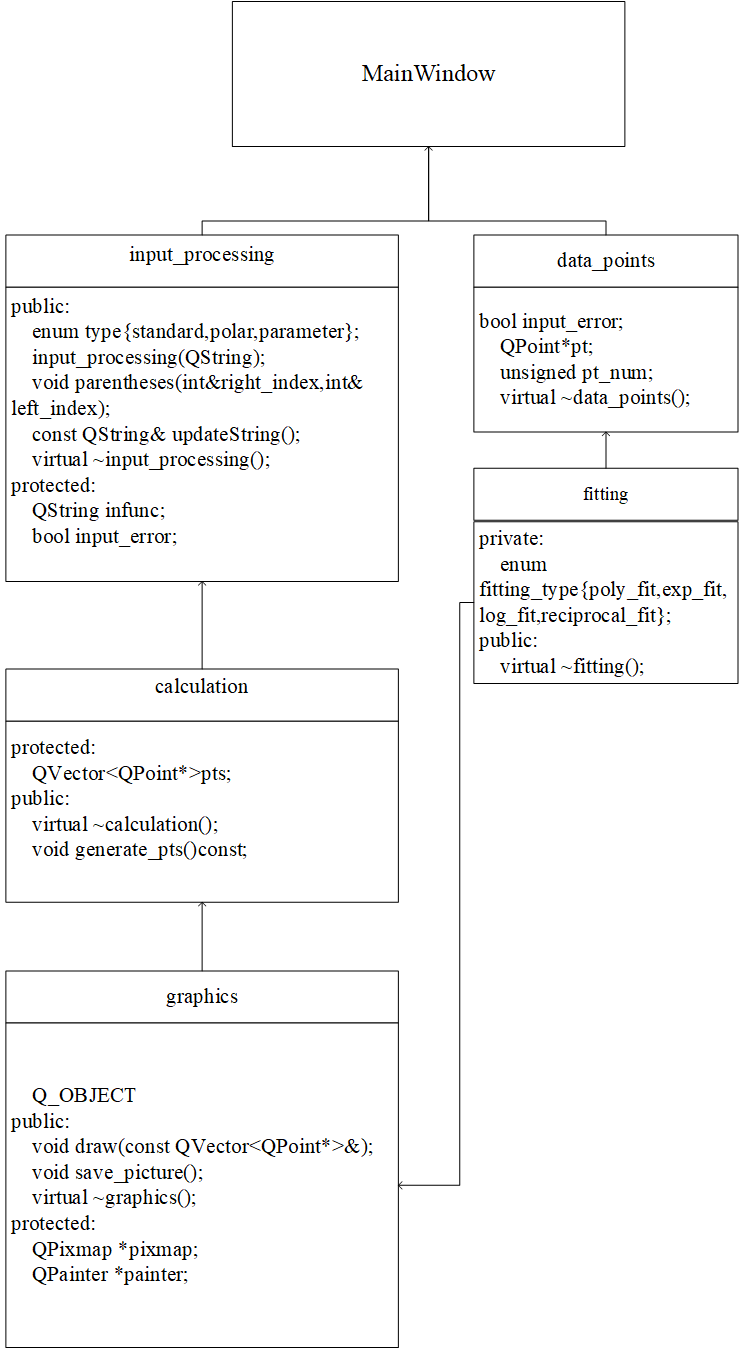 MainWindow
input_processing
public:
enum type{standard,polar,parameter};
input_processing(QString);
void parentheses(int&right_index,int&
left_index);
const QString& updateString();
virtual ~input_processing();
protected:
QString infunc;
bool input_error;
data_points
bool input_error;
QPoint*pt;
unsigned pt_num;
virtual ~data_points();
fitting
private:
enum
fitting_type{poly_fit,exp_fit,
log_fit,reciprocal_fit};
public:
virtual ~fitting();
calculation
protected:
QVector<QPoint*>pts;
public:
virtual ~calculation();
void generate_pts()const;
graphics
Q_OBJECT
public:
void draw(const QVector<QPoint*>&);
void save_picture();
virtual ~graphics();
protected:
QPixmap *pixmap;
QPainter *painter;